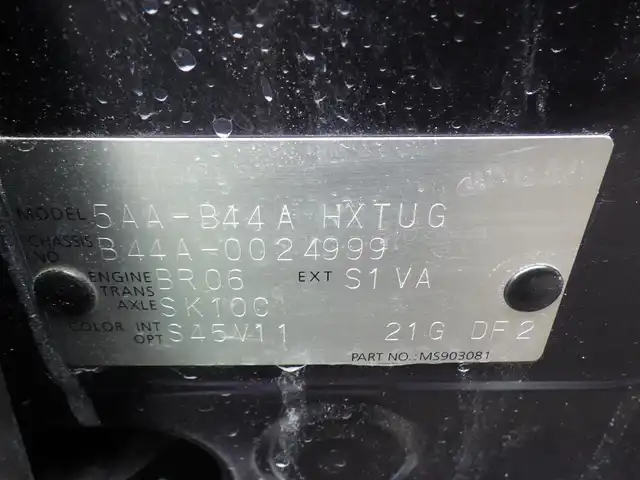 MODEL 5AA-B44A HXTUG
CHASSIS NO B44A-0024999
ENGINE BR06 EXT S1VA
TRANS AXLE SK10C
COLOR INT OPT S45V11 21G DF2
PART NO.: MS903081